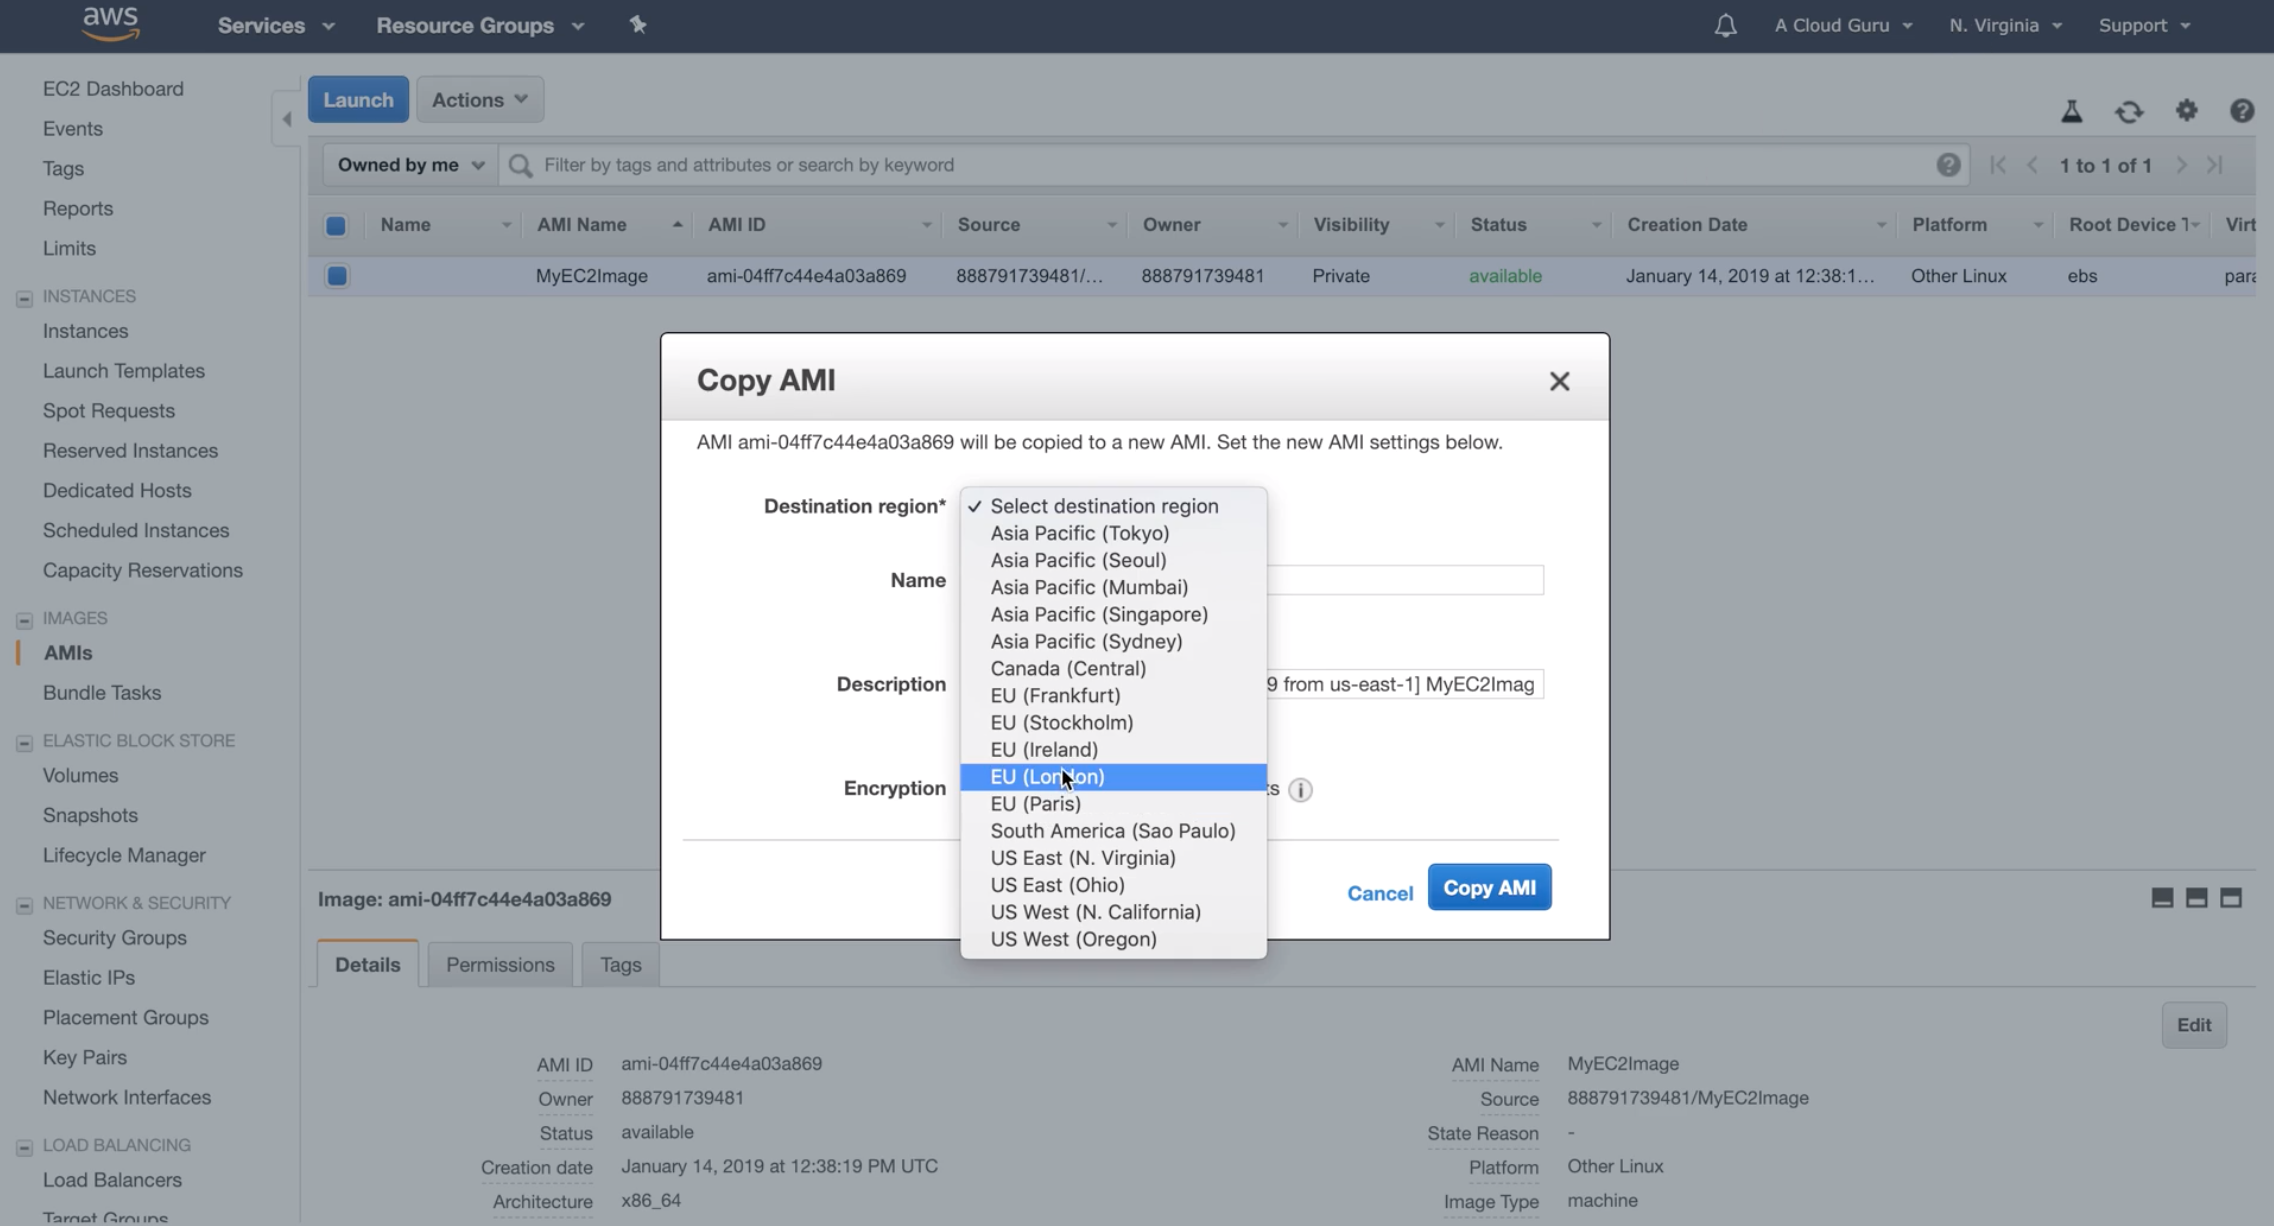 aws Services Resource Groups A Cloud Guru N. Virginia Support
EC2 Dashboard
Events
Tags
Reports
Limits
INSTANCES
Instances
Launch Templates
Spot Requests
Reserved Instances
Dedicated Hosts
Scheduled Instances
Capacity Reservations
IMAGES
AMIs
Bundle Tasks
ELASTIC BLOCK STORE
Volumes
Snapshots
Lifecycle Manager
NETWORK & SECURITY
Security Groups
Elastic IPs
Placement Groups
Key Pairs
Network Interfaces
LOAD BALANCING
Load Balancers
Target Groups
Launch Actions
Owned by me Filter by tags and attributes or search by keyword 1 to 1 of 1
Name AMI Name AMI ID Source Owner Visibility Status Creation Date Platform Root Device T Virt
MyEC2Image ami-04ff7c44e4a03a869 888791739481/... 888791739481 Private available January 14, 2019 at 12:38:1... Other Linux ebs para
Copy AMI
AMI ami-04ff7c44e4a03a869 will be copied to a new AMI. Set the new AMI settings below.
Destination region*
Name
Description
Encryption
✓ Select destination region
Asia Pacific (Tokyo)
Asia Pacific (Seoul)
Asia Pacific (Mumbai)
Asia Pacific (Singapore)
Asia Pacific (Sydney)
Canada (Central)
EU (Frankfurt)
EU (Stockholm)
EU (Ireland)
EU (London)
EU (Paris)
South America (Sao Paulo)
US East (N. Virginia)
US East (Ohio)
US West (N. California)
US West (Oregon)
9 from us-east-1] MyEC2Imag
ts
Cancel Copy AMI
Image: ami-04ff7c44e4a03a869
Details Permissions Tags
Edit
AMI ID ami-04ff7c44e4a03a869
Owner 888791739481
Status available
Creation date January 14, 2019 at 12:38:19 PM UTC
Architecture x86_64
AMI Name MyEC2Image
Source 888791739481/MyEC2Image
State Reason -
Platform Other Linux
Image Type machine